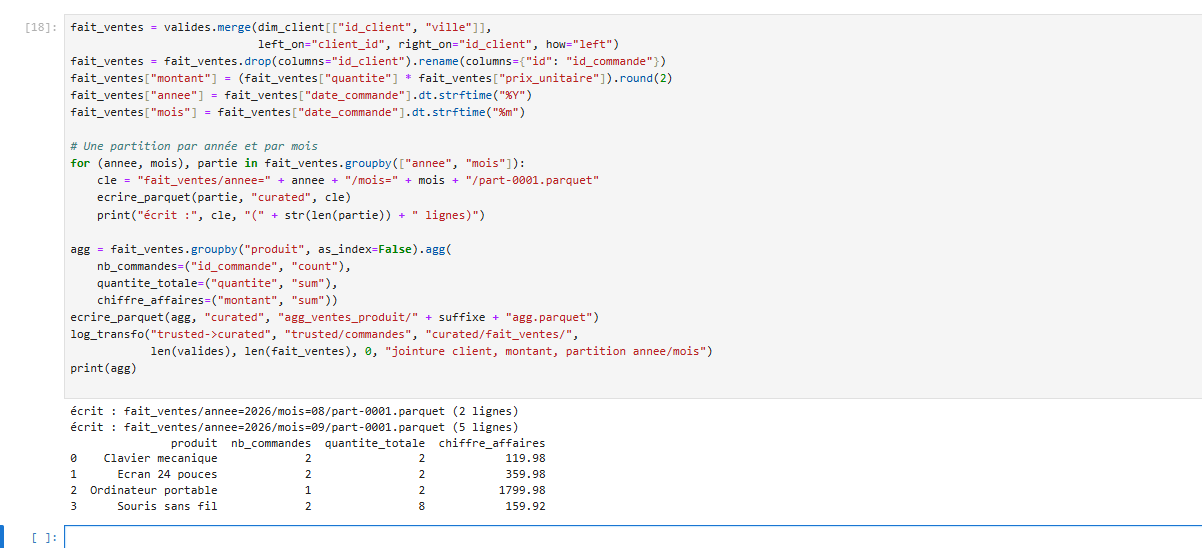 [18]: fait_ventes = valides.merge(dim_client[["id_client", "ville"]],
                            left_on="client_id", right_on="id_client", how="left")
fait_ventes = fait_ventes.drop(columns="id_client").rename(columns={"id": "id_commande"})
fait_ventes["montant"] = (fait_ventes["quantite"] * fait_ventes["prix_unitaire"]).round(2)
fait_ventes["annee"] = fait_ventes["date_commande"].dt.strftime("%Y")
fait_ventes["mois"] = fait_ventes["date_commande"].dt.strftime("%m")

# Une partition par année et par mois
for (annee, mois), partie in fait_ventes.groupby(["annee", "mois"]):
    cle = "fait_ventes/annee=" + annee + "/mois=" + mois + "/part-0001.parquet"
    ecrire_parquet(partie, "curated", cle)
    print("écrit :", cle, "(" + str(len(partie)) + " lignes)")

agg = fait_ventes.groupby("produit", as_index=False).agg(
    nb_commandes=("id_commande", "count"),
    quantite_totale=("quantite", "sum"),
    chiffre_affaires=("montant", "sum"))
ecrire_parquet(agg, "curated", "agg_ventes_produit/" + suffixe + "agg.parquet")
log_transfo("trusted->curated", "trusted/commandes", "curated/fait_ventes/",
            len(valides), len(fait_ventes), 0, "jointure client, montant, partition annee/mois")
print(agg)

écrit : fait_ventes/annee=2026/mois=08/part-0001.parquet (2 lignes)
écrit : fait_ventes/annee=2026/mois=09/part-0001.parquet (5 lignes)
               produit  nb_commandes  quantite_totale  chiffre_affaires
0    Clavier mecanique             2                2            119.98
1      Ecran 24 pouces             2                2            359.98
2  Ordinateur portable             1                2           1799.98
3      Souris sans fil             2                8            159.92
[ ]: